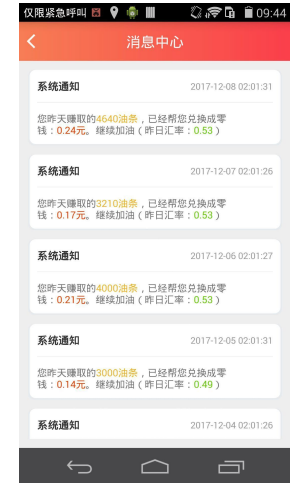 仅限紧急呼叫 09:44
消息中心
系统通知 2017-12-08 02:01:31
您昨天赚取的4640油条，已经帮您兑换成零
钱：0.24元。继续加油（昨日汇率：0.53）
系统通知 2017-12-07 02:01:26
您昨天赚取的3210油条，已经帮您兑换成零
钱：0.17元。继续加油（昨日汇率：0.53）
系统通知 2017-12-06 02:01:27
您昨天赚取的4000油条，已经帮您兑换成零
钱：0.21元。继续加油（昨日汇率：0.53）
系统通知 2017-12-05 02:01:31
您昨天赚取的3000油条，已经帮您兑换成零
钱：0.14元。继续加油（昨日汇率：0.49）
系统通知 2017-12-04 02:01:26